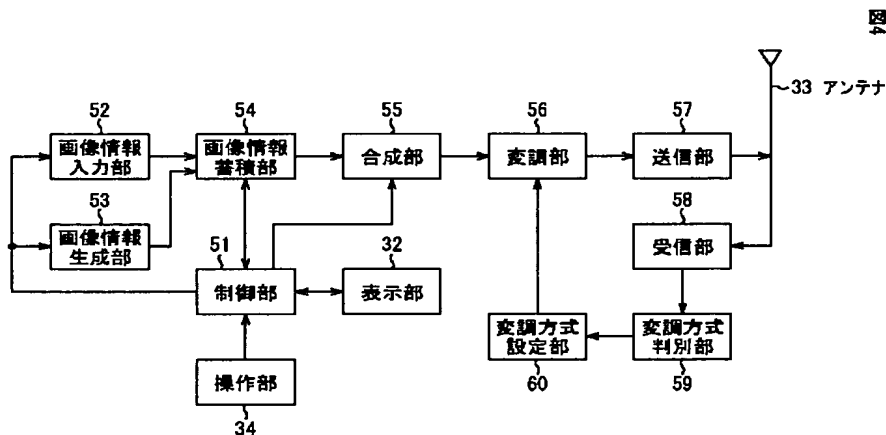 図4
33 アンテナ
52
画像情報
入力部
54
画像情報
蓄積部
55
合成部
56
変調部
57
送信部
53
画像情報
生成部
58
受信部
51
制御部
32
表示部
変調方式
設定部
60
変調方式
判別部
59
操作部
34